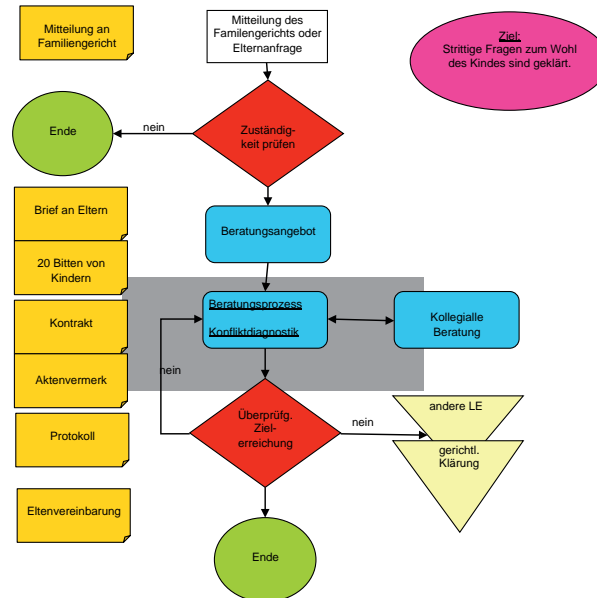 Mitteilung an
Familiengericht
Mitteilung des
Familengerichts oder
Elternanfrage
Ziel:
Strittige Fragen zum Wohl
des Kindes sind geklärt.
Ende
nein
Zuständig-
keit prüfen
Brief an Eltern
Beratungsangebot
20 Bitten von
Kindern
Kontrakt
Beratungsprozess
Konfliktdiagnostik
Kollegialle
Beratung
Aktenvermerk
nein
Überprüfg.
Ziel-
erreichung
nein
andere LE
gerichtl.
Klärung
Protokoll
Eltenvereinbarung
Ende